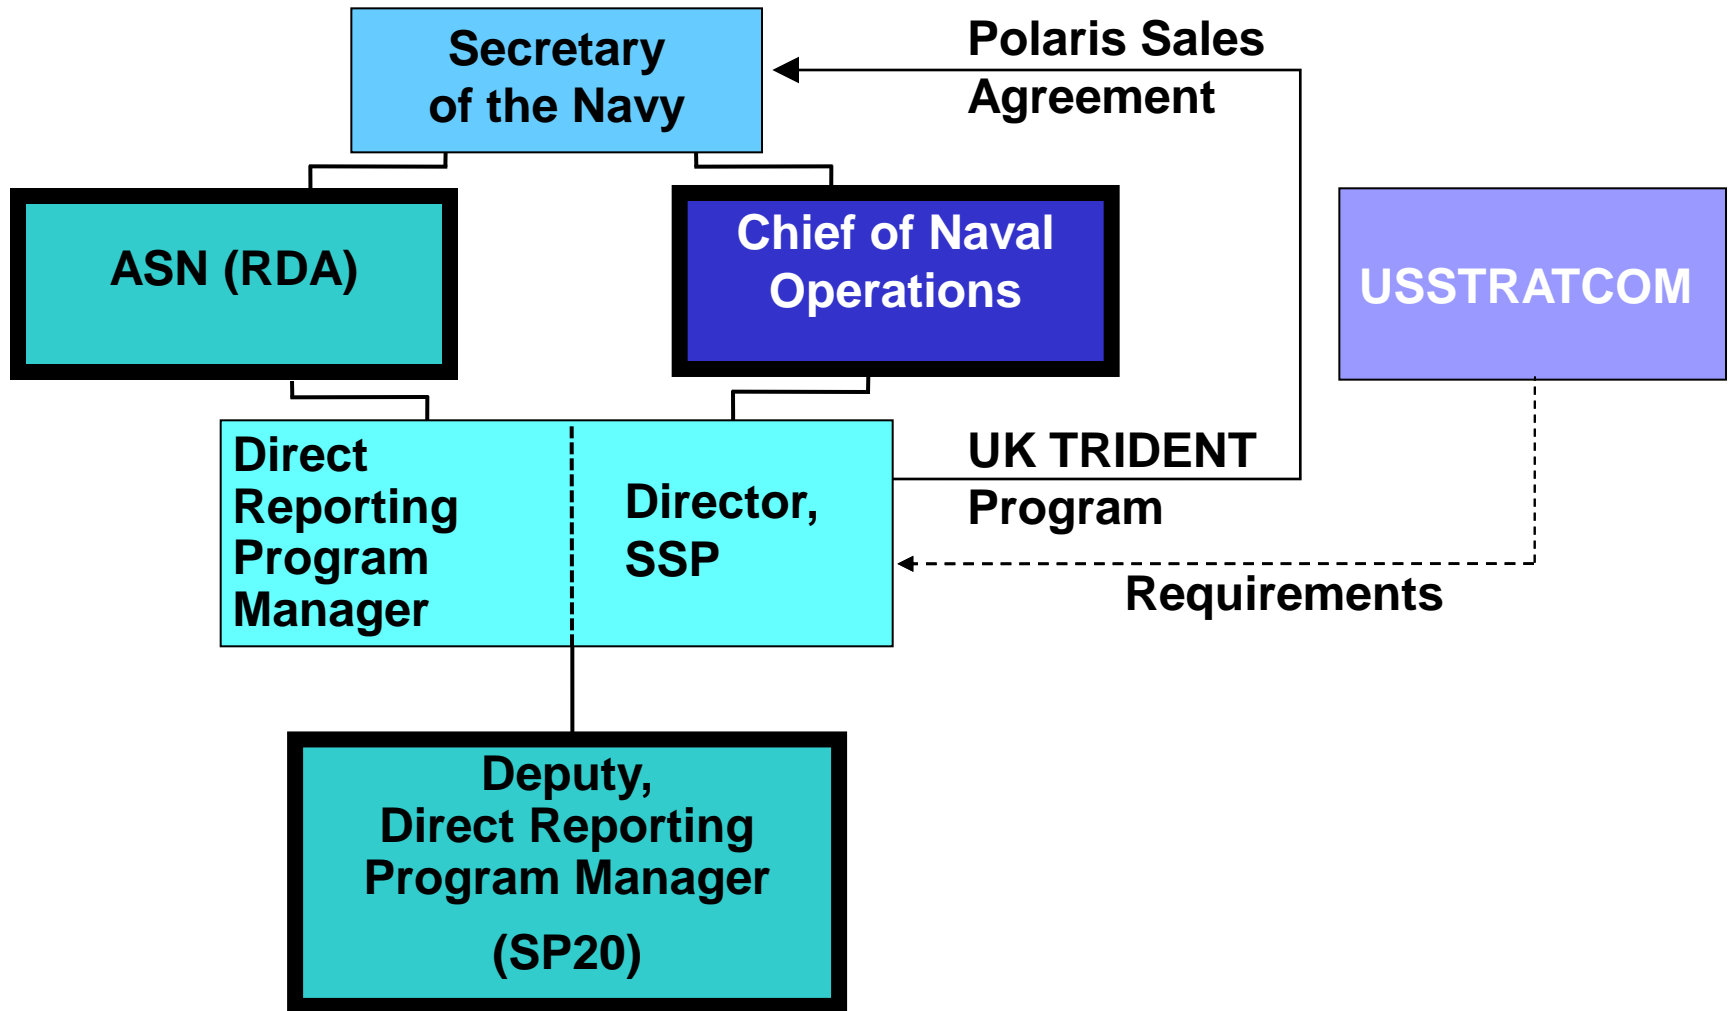 Secretary
of the Navy
Polaris Sales
Agreement
ASN (RDA)
Chief of Naval
Operations
USSTRATCOM
Direct
Reporting
Program
Manager
Director,
SSP
UK TRIDENT
Program
Requirements
Deputy,
Direct Reporting
Program Manager
(SP20)